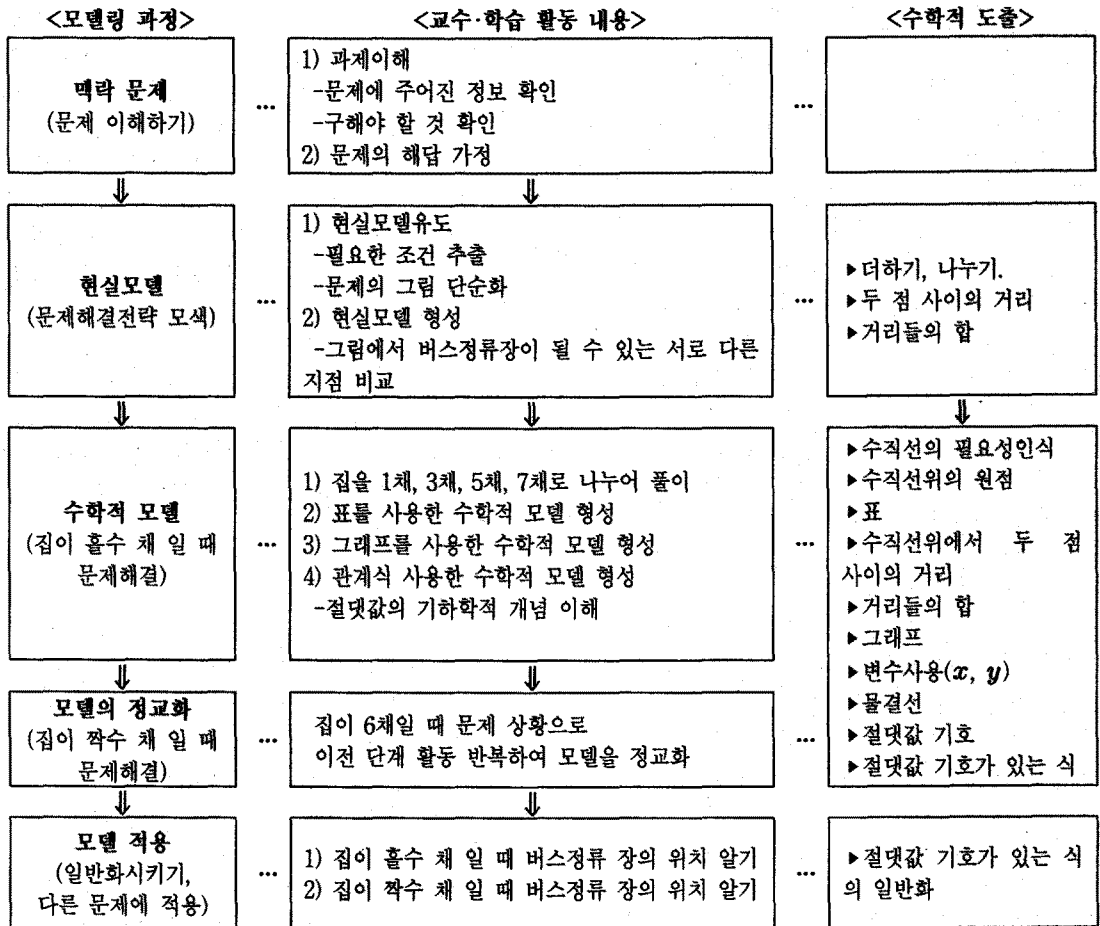 <모델링 과정>
<교수·학습 활동 내용>
<수학적 도출>
맥락 문제
(문제 이해하기)
...
1) 과제이해
-문제에 주어진 정보 확인
-구해야 할 것 확인
2) 문제의 해답 가정
...
⇓
⇓
현실모델
(문제해결전략 모색)
...
1) 현실모델유도
-필요한 조건 추출
-문제의 그림 단순화
2) 현실모델 형성
-그림에서 버스정류장이 될 수 있는 서로 다른
지점 비교
...
▶더하기, 나누기.
▶두 점 사이의 거리
▶거리들의 합
⇓
⇓
⇓
수학적 모델
(집이 홀수 채 일 때
문제해결)
...
1) 집을 1채, 3채, 5채, 7채로 나누어 풀이
2) 표를 사용한 수학적 모델 형성
3) 그래프를 사용한 수학적 모델 형성
4) 관계식 사용한 수학적 모델 형성
-절댓값의 기하학적 개념 이해
...
▶수직선의 필요성인식
▶수직선위의 원점
▶표
▶수직선위에서 두 점
사이의 거리
▶거리들의 합
▶그래프
▶변수사용(x, y)
▶물결선
▶절댓값 기호
▶절댓값 기호가 있는 식
⇓
⇓
모델의 정교화
(집이 짝수 채 일 때
문제해결)
...
집이 6채일 때 문제 상황으로
이전 단계 활동 반복하여 모델을 정교화
...
⇓
⇓
모델 적용
(일반화시키기,
다른 문제에 적용)
...
1) 집이 홀수 채 일 때 버스정류 장의 위치 알기
2) 집이 짝수 채 일 때 버스정류 장의 위치 알기
...
▶절댓값 기호가 있는 식
의 일반화